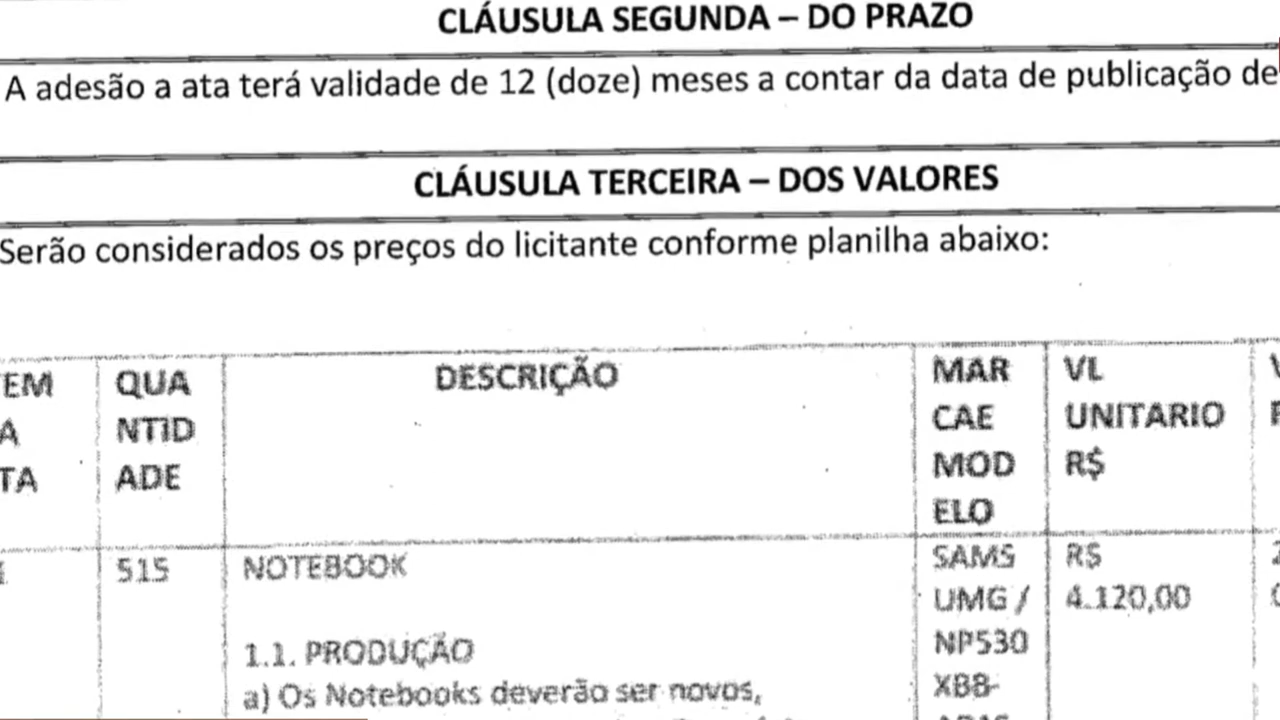 CLÁUSULA SEGUNDA – DO PRAZO
A adesão a ata terá validade de 12 (doze) meses a contar da data de publicação de
CLÁUSULA TERCEIRA – DOS VALORES
Serão considerados os preços do licitante conforme planilha abaixo:
EM
A
TA
QUA
NTID
ADE
DESCRIÇÃO
MAR
CAE
MOD
ELO
VL
UNITARIO
R$
515
NOTEBOOK
1.1. PRODUÇÃO
a) Os Notebooks deverão ser novos,
SAMS
UMG /
NP530
XBB-
R$
4.120,00